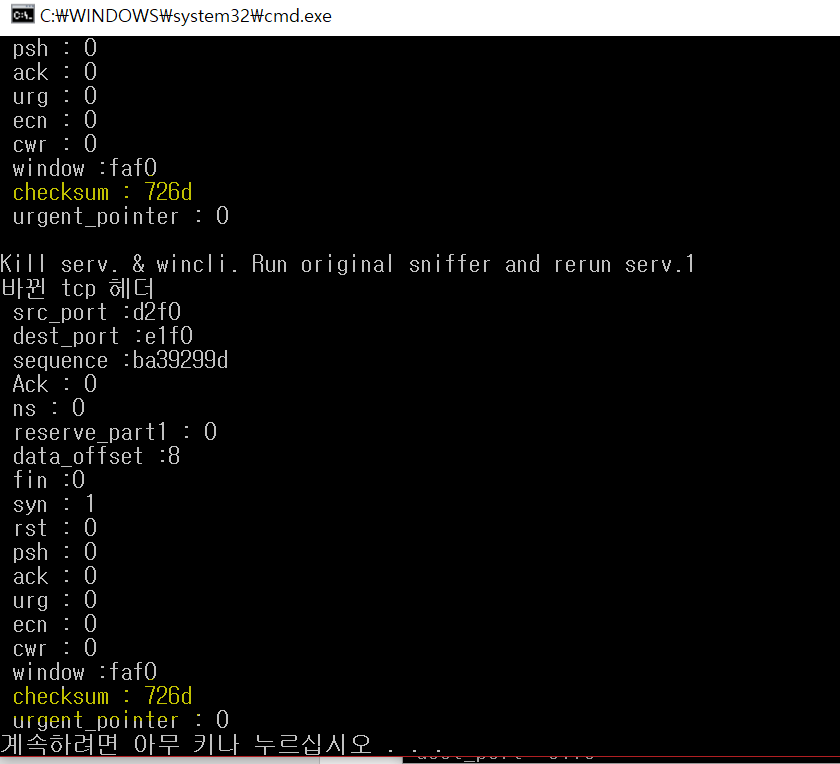 C:₩WINDOWS₩system32₩cmd.exe
psh : 0
ack : 0
urg : 0
ecn : 0
cwr : 0
window :faf0
checksum : 726d
urgent_pointer : 0
Kill serv. & wincli. Run original sniffer and rerun serv.1
바뀐 tcp 헤더
src_port :d2f0
dest_port :e1f0
sequence :ba39299d
Ack : 0
ns : 0
reserve_part1 : 0
data_offset :8
fin :0
syn : 1
rst : 0
psh : 0
ack : 0
urg : 0
ecn : 0
cwr : 0
window :faf0
checksum : 726d
urgent_pointer : 0
계속하려면 아무 키나 누르십시오 . . .